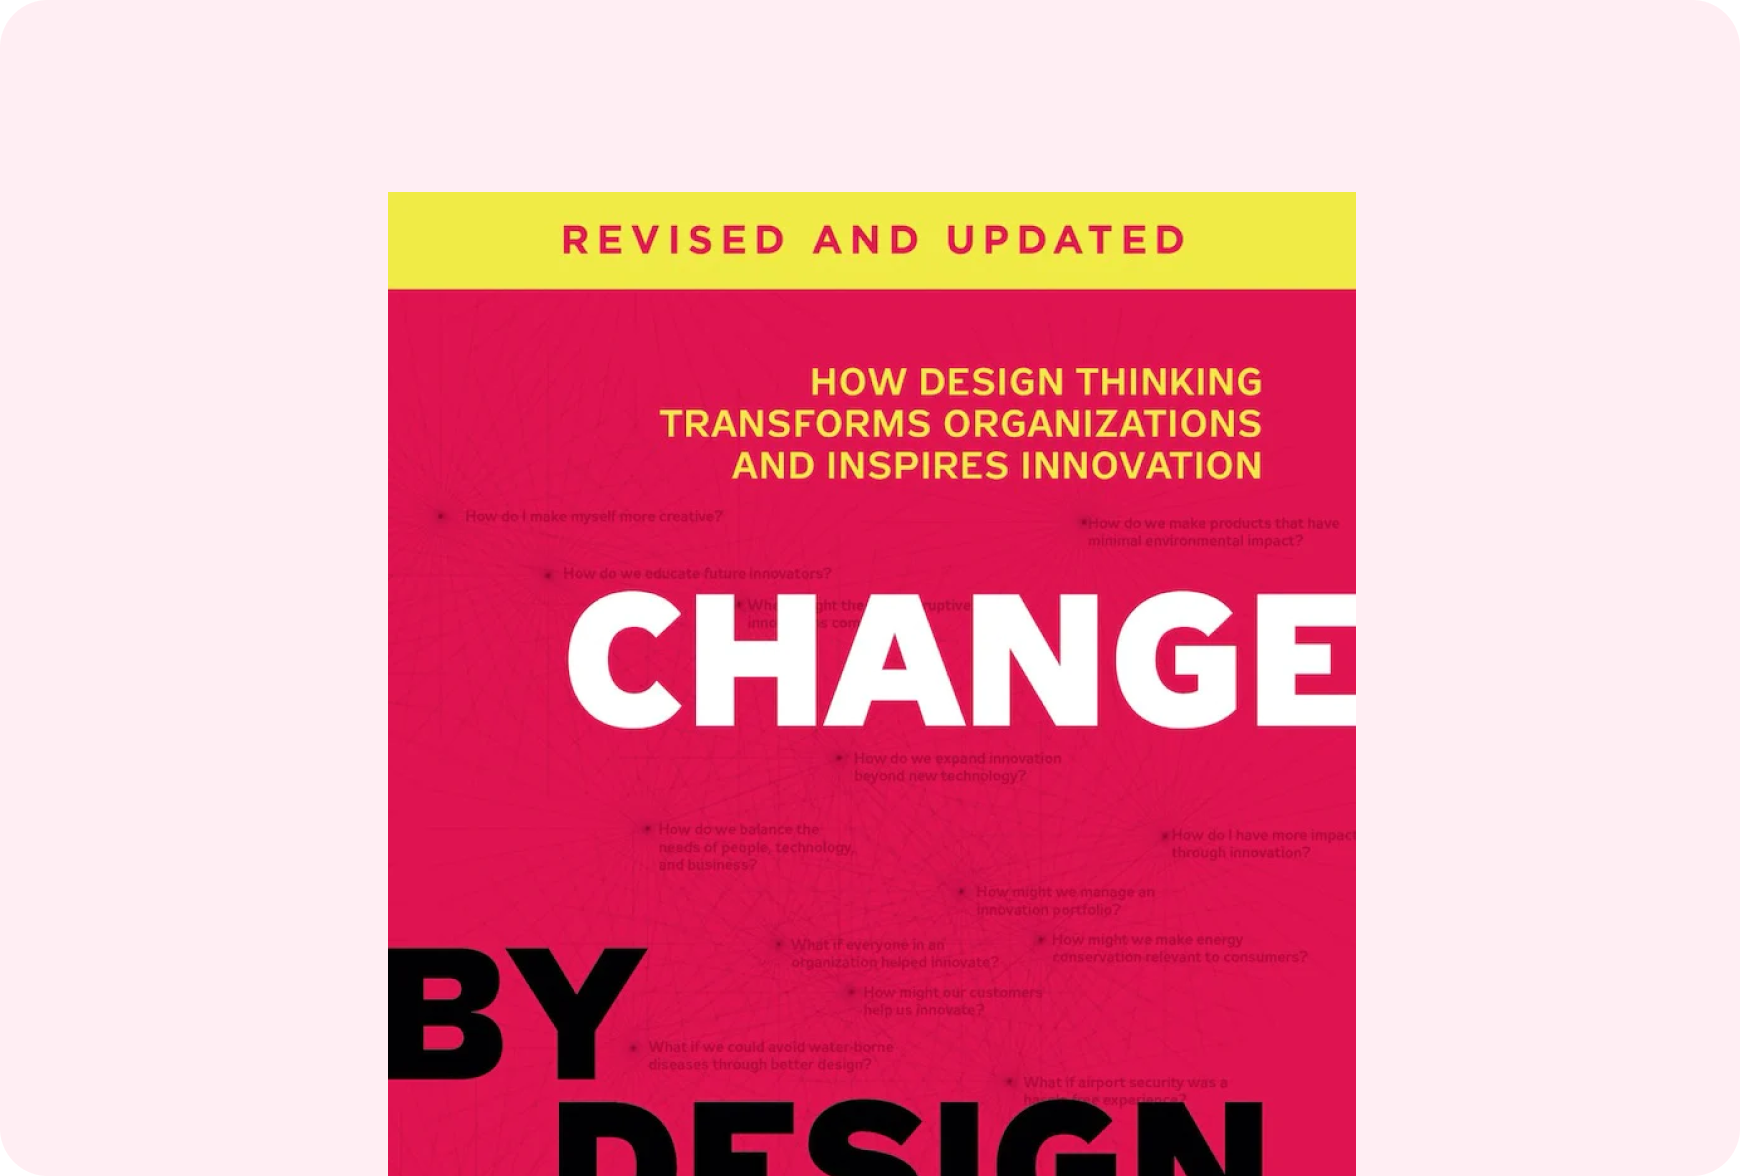 REVISED AND UPDATED
HOW DESIGN THINKING
TRANSFORMS ORGANIZATIONS
AND INSPIRES INNOVATION
How do I make myself more creative?
How do we make products that have
minimal environmental impact?
How do we educate future innovators?
CHANGE
How do we expand innovation
beyond new technology?
How do we balance the
needs of people, technology,
and business?
How do I have more impact
through innovation?
How might we manage an
innovation portfolio?
What if everyone in an
organization helped innovate?
How might we make energy
conservation relevant to consumers?
How might our customers
help us innovate?
BY
What if we could avoid water-borne
diseases through better design?
What if airport security was a
hassle-free experience?
DESIGN